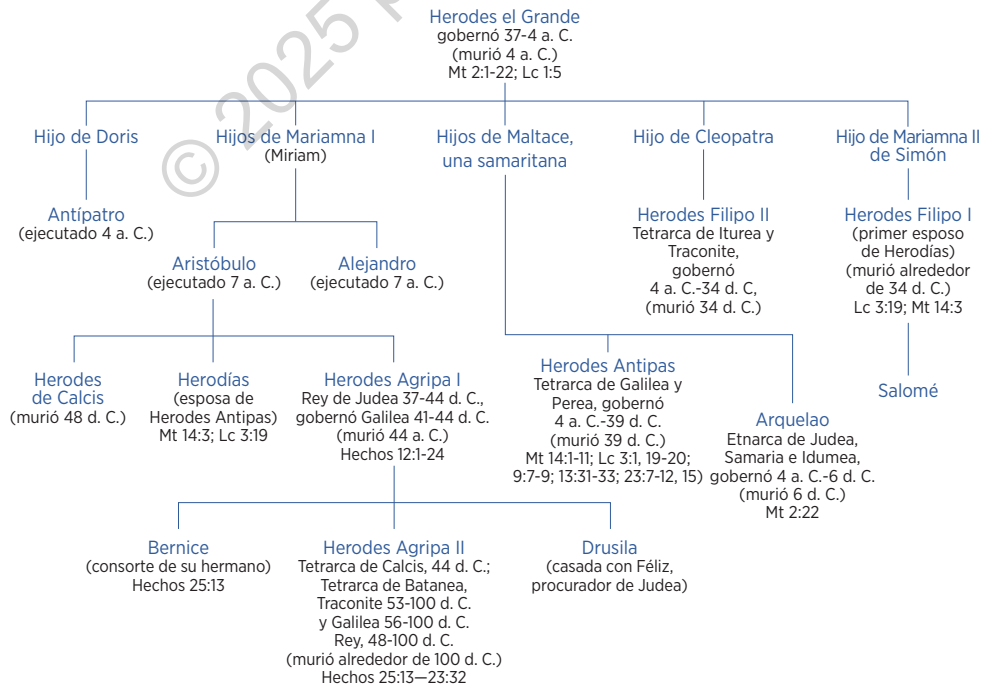 Herodes el Grande
gobernó 37-4 a. C.
(murió 4 a. C.)
Mt 2:1-22; Lc 1:5
© 2025 p
Hijo de Doris
Hijos de Mariamna I
(Miriam)
Hijos de Maltace,
una samaritana
Hijo de Cleopatra
Hijo de Mariamna II
de Simón
Antípatro
(ejecutado 4 a. C.)
Aristóbulo
(ejecutado 7 a. C.)
Alejandro
(ejecutado 7 a. C.)
Herodes Filipo II
Tetrarca de Iturea y
Traconite,
gobernó
4 a. C.-34 d. C,
(murió 34 d. C.)
Herodes Filipo I
(primer esposo
de Herodías)
(murió alrededor
de 34 d. C.)
Lc 3:19; Mt 14:3
Herodes
de Calcis
(murió 48 d. C.)
Herodías
(esposa de
Herodes Antipas)
Mt 14:3; Lc 3:19
Herodes Agripa I
Rey de Judea 37-44 d. C.,
gobernó Galilea 41-44 d. C.
(murió 44 a. C.)
Hechos 12:1-24
Herodes Antipas
Tetrarca de Galilea y
Perea, gobernó
4 a. C.-39 d. C.
(murió 39 d. C.)
Mt 14:1-11; Lc 3:1, 19-20;
9:7-9; 13:31-33; 23:7-12, 15)
Arquelao
Etnarca de Judea,
Samaria e Idumea,
gobernó 4 a. C.-6 d. C.
(murió 6 d. C.)
Mt 2:22
Salomé
Bernice
(consorte de su hermano)
Hechos 25:13
Herodes Agripa II
Tetrarca de Calcis, 44 d. C.;
Tetrarca de Batanea,
Traconite 53-100 d. C.
y Galilea 56-100 d. C.
Rey, 48-100 d. C.
(murió alrededor de 100 d. C.)
Hechos 25:13—23:32
Drusila
(casada con Féliz,
procurador de Judea)